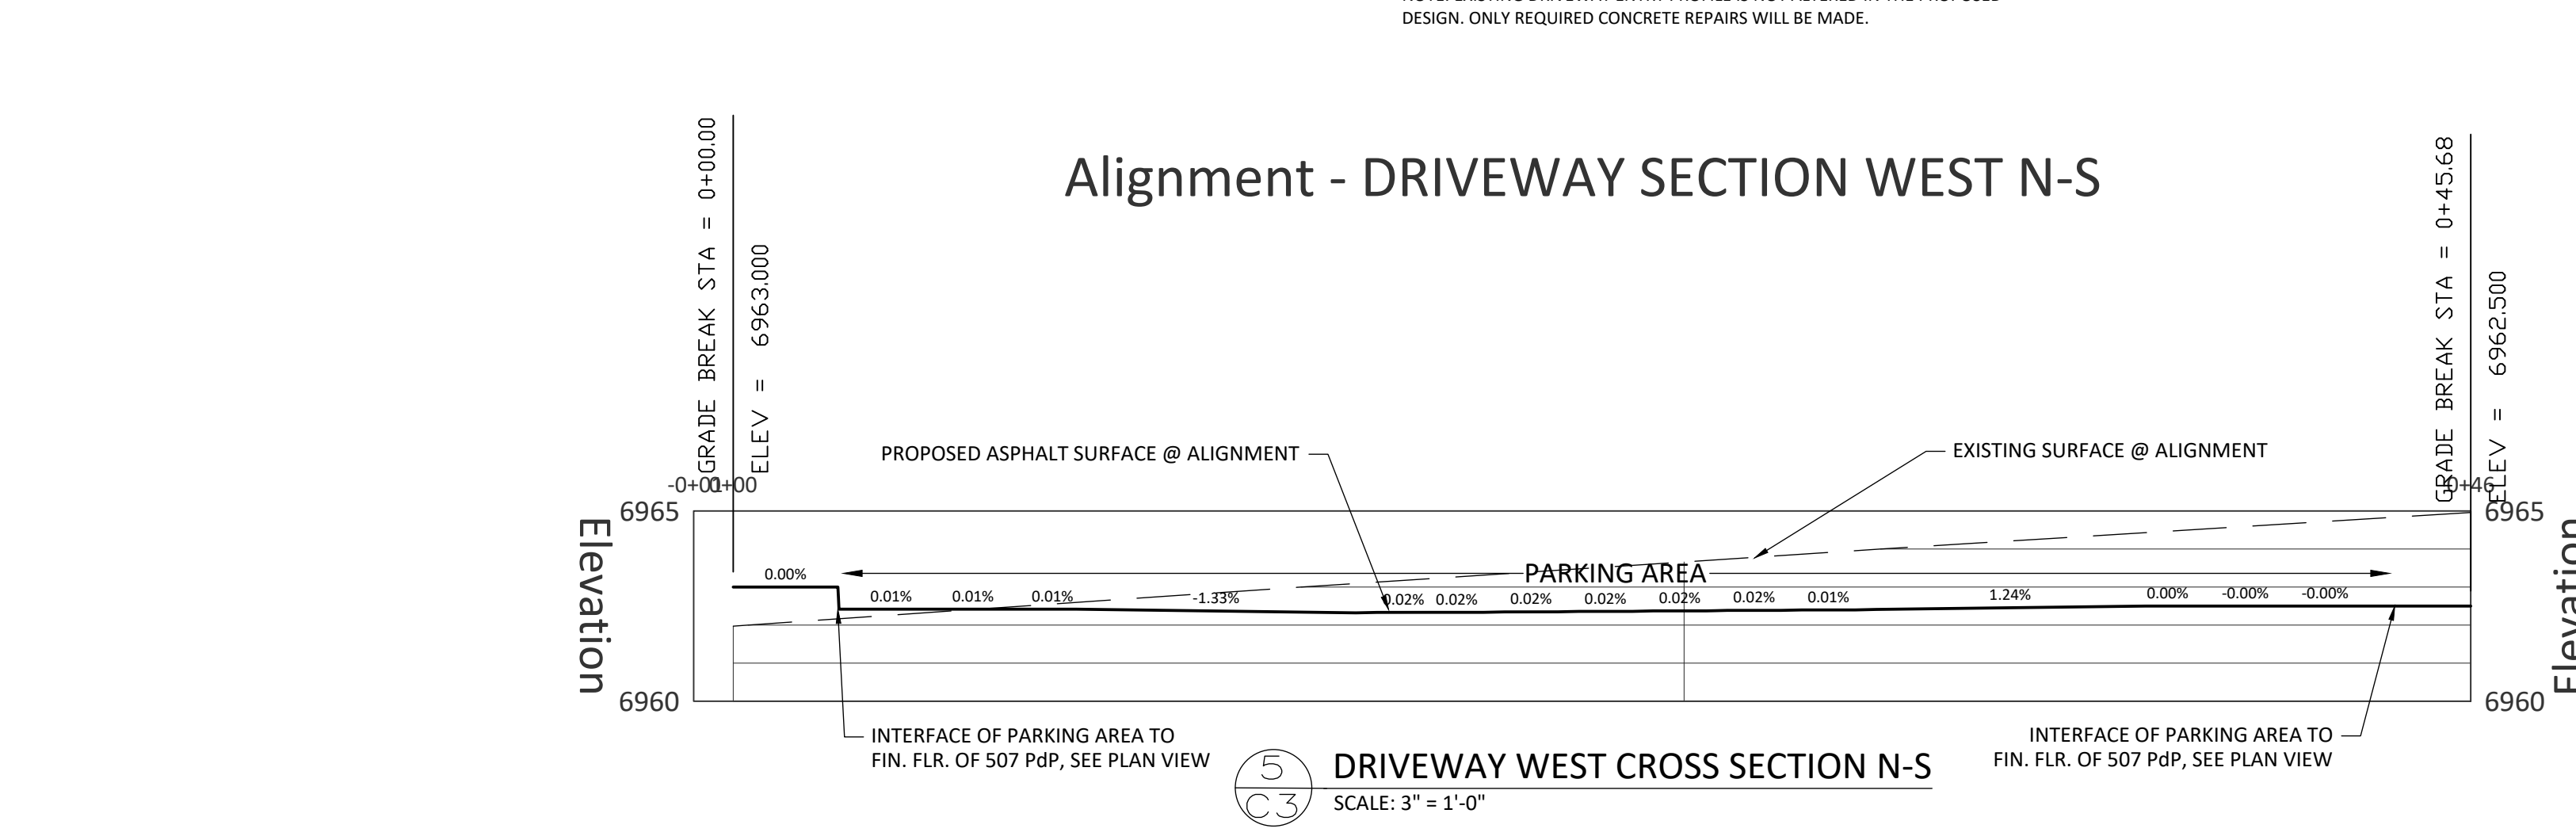 DESIGN. ONLY REQUIRED CONCRETE REPAIRS WILL BE MADE.
Alignment - DRIVEWAY SECTION WEST N-S
GRADE BREAK STA = 0+00.00
ELEV = 6963.000
GRADE BREAK STA = 0+45.68
ELEV = 6962.500
PROPOSED ASPHALT SURFACE @ ALIGNMENT
EXISTING SURFACE @ ALIGNMENT
-0+01
0+00
0+46
6965
6965
Elevation
Elevation
PARKING AREA
0.00%
0.01% 0.01% 0.01% -1.33% 0.02% 0.02% 0.02% 0.02% 0.02% 0.02% 0.01% 1.24% 0.00% -0.00% -0.00%
6960
6960
INTERFACE OF PARKING AREA TO
FIN. FLR. OF 507 PdP, SEE PLAN VIEW
INTERFACE OF PARKING AREA TO
FIN. FLR. OF 507 PdP, SEE PLAN VIEW
5
C3
DRIVEWAY WEST CROSS SECTION N-S
SCALE: 3" = 1'-0"